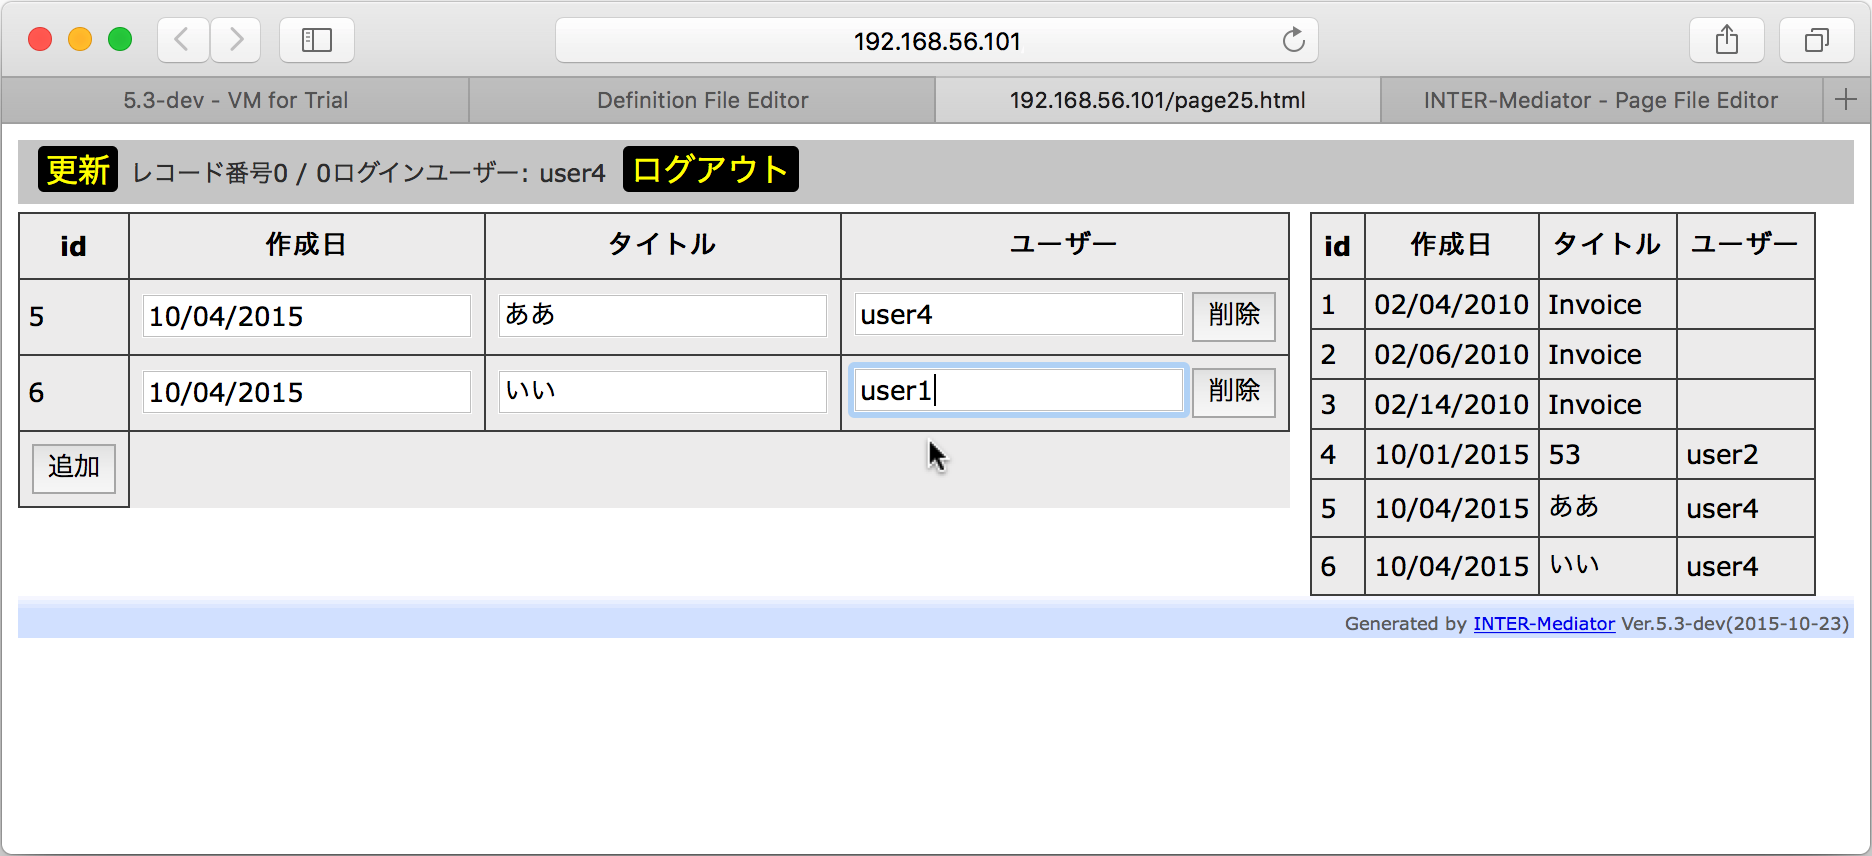 192.168.56.101
5.3-dev - VM for Trial Definition File Editor 192.168.56.101/page25.html INTER-Mediator - Page File Editor
更新 レコード番号0 / 0ログインユーザー: user4 ログアウト
id 作成日 タイトル ユーザー
5 10/04/2015 ああ user4 削除
6 10/04/2015 いい user1 削除
追加
id 作成日 タイトル ユーザー
1 02/04/2010 Invoice
2 02/06/2010 Invoice
3 02/14/2010 Invoice
4 10/01/2015 53 user2
5 10/04/2015 ああ user4
6 10/04/2015 いい user4
Generated by INTER-Mediator Ver.5.3-dev(2015-10-23)